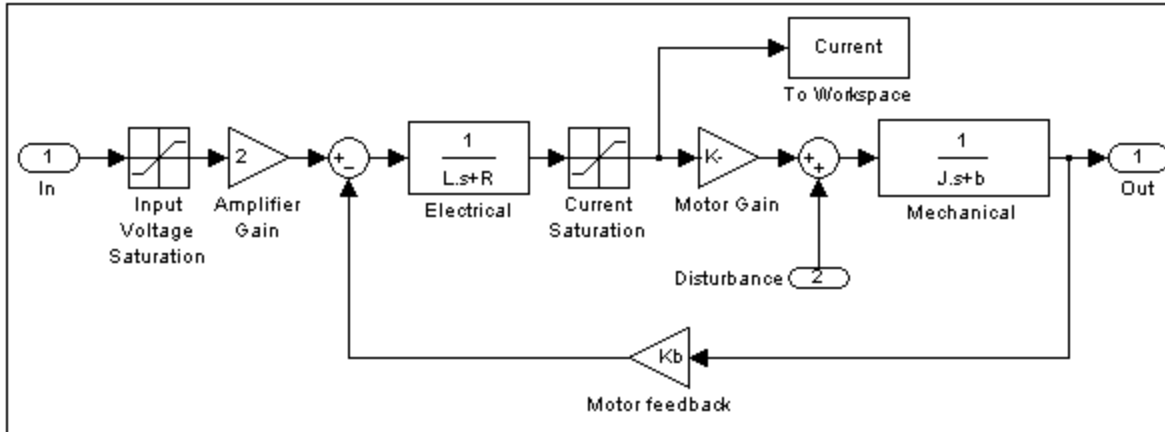 Current
To Workspace
1
In
Input
Voltage
Saturation
2
Amplifier
Gain
+
−
1
L.s+R
Electrical
Current
Saturation
K-
Motor Gain
+
+
1
J.s+b
Mechanical
1
Out
Disturbance
2
Kb
Motor feedback